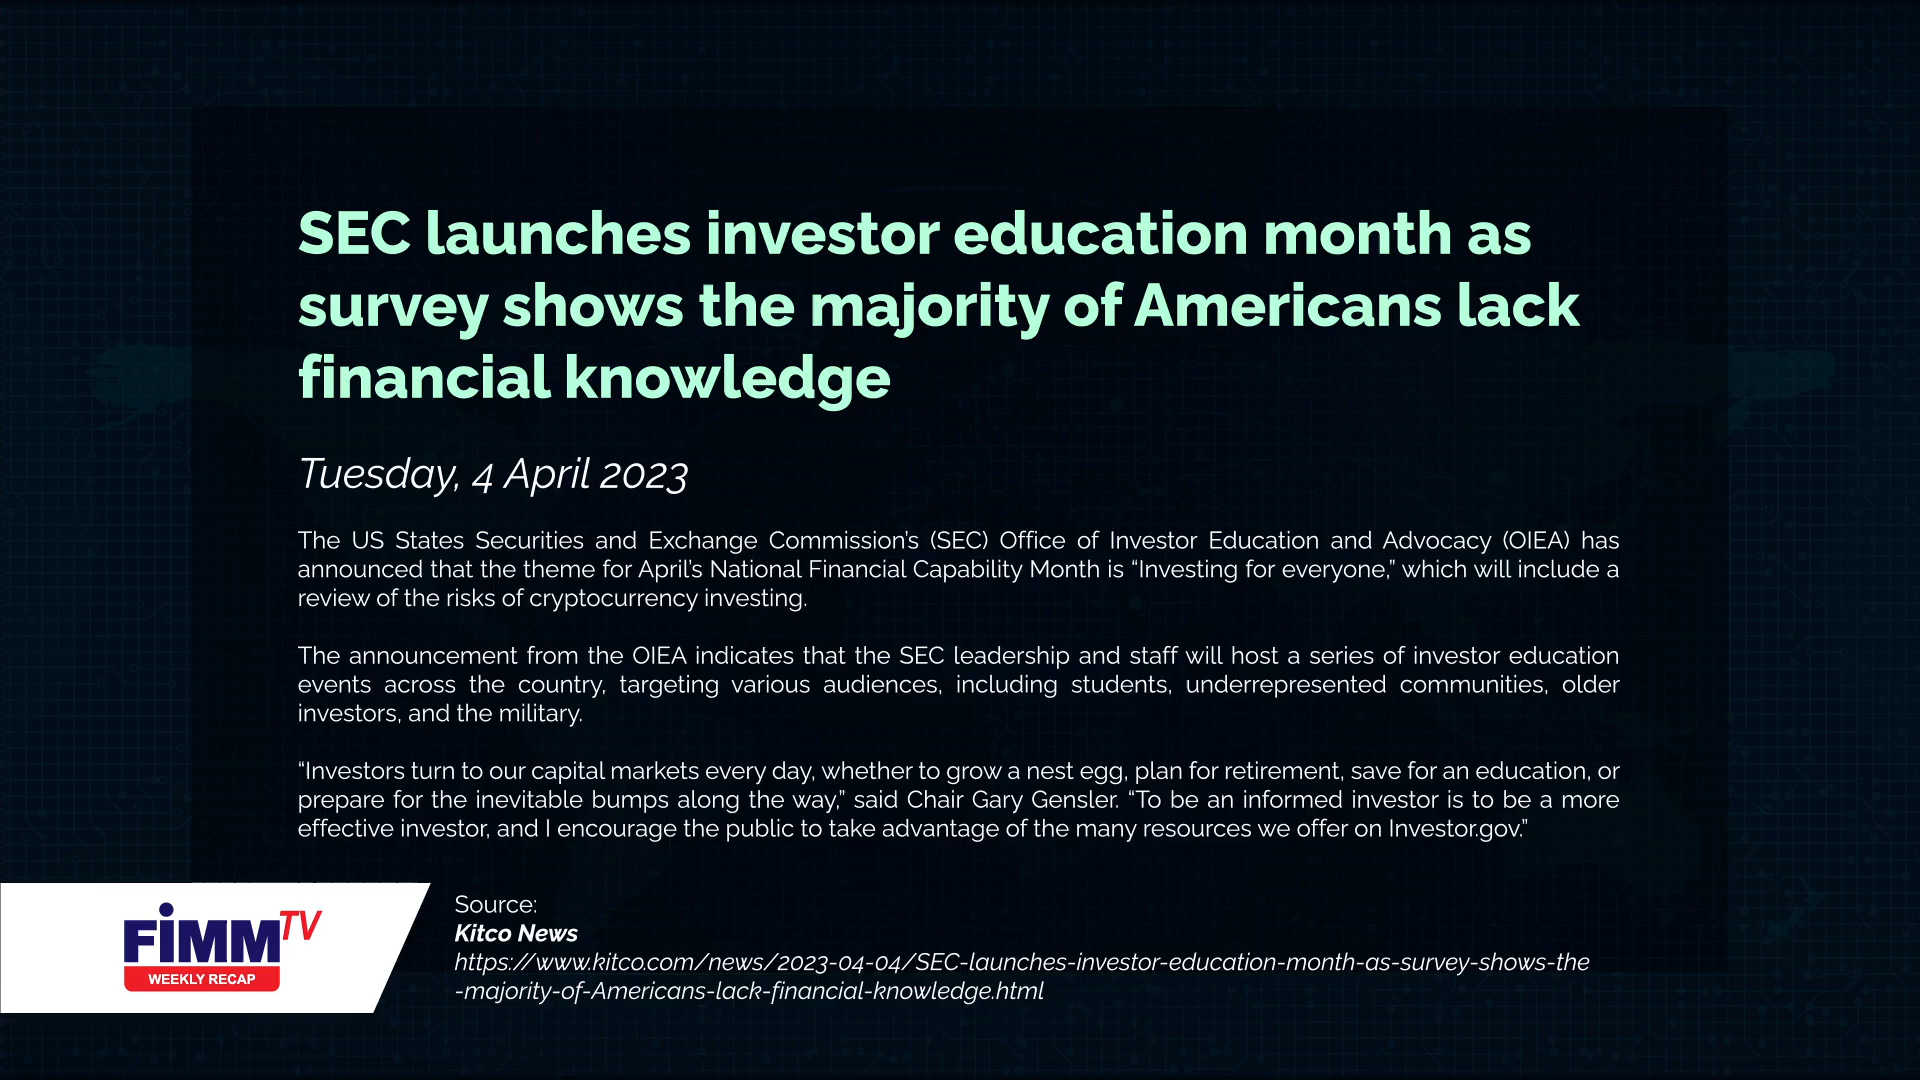 SEC launches investor education month as
survey shows the majority of Americans lack
financial knowledge
Tuesday, 4 April 2023
The US States Securities and Exchange Commission’s (SEC) Office of Investor Education and Advocacy (OIEA) has
announced that the theme for April’s National Financial Capability Month is “Investing for everyone,” which will include a
review of the risks of cryptocurrency investing.
The announcement from the OIEA indicates that the SEC leadership and staff will host a series of investor education
events across the country, targeting various audiences, including students, underrepresented communities, older
investors, and the military.
“Investors turn to our capital markets every day, whether to grow a nest egg, plan for retirement, save for an education, or
prepare for the inevitable bumps along the way,” said Chair Gary Gensler. “To be an informed investor is to be a more
effective investor, and I encourage the public to take advantage of the many resources we offer on Investor.gov.”
FiMM TV
WEEKLY RECAP
Source:
Kitco News
https://www.kitco.com/news/2023-04-04/SEC-launches-investor-education-month-as-survey-shows-the
-majority-of-Americans-lack-financial-knowledge.html